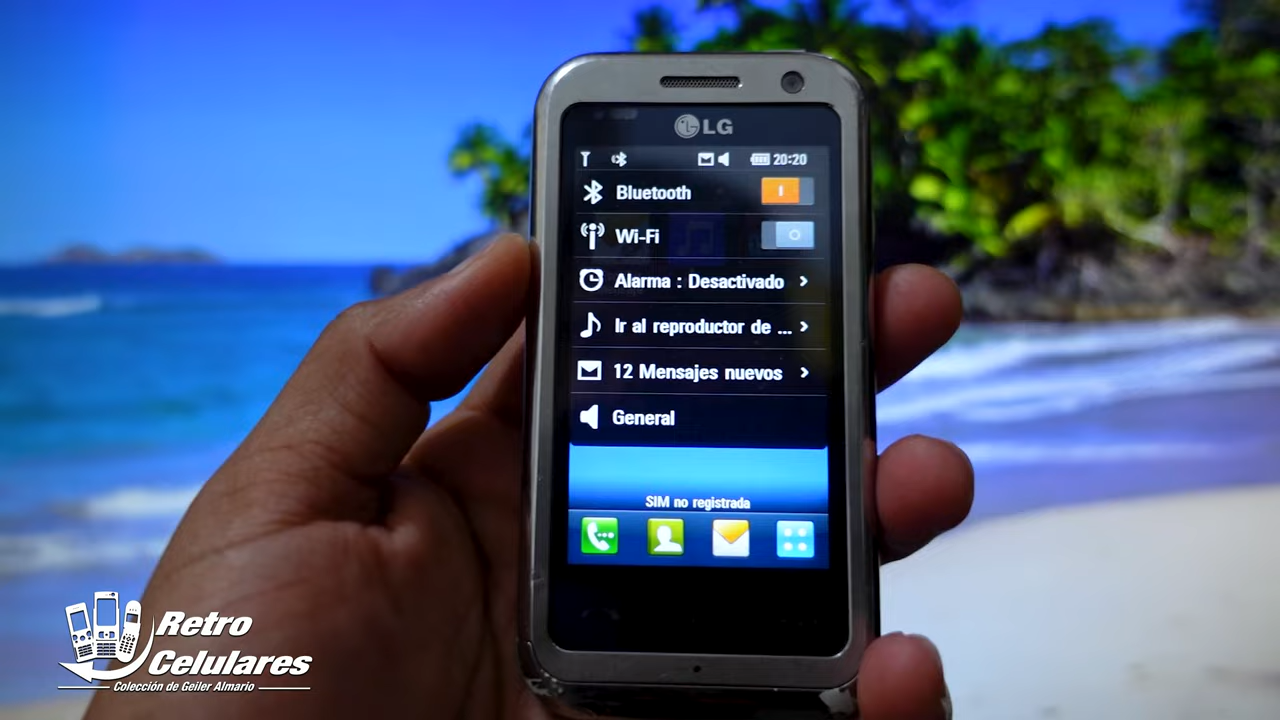 LG
20:20
Bluetooth
Wi-Fi
Alarma : Desactivado
Ir al reproductor de ...
12 Mensajes nuevos
General
SIM no registrada
Retro
Celulares
Colección de Geiler Almario